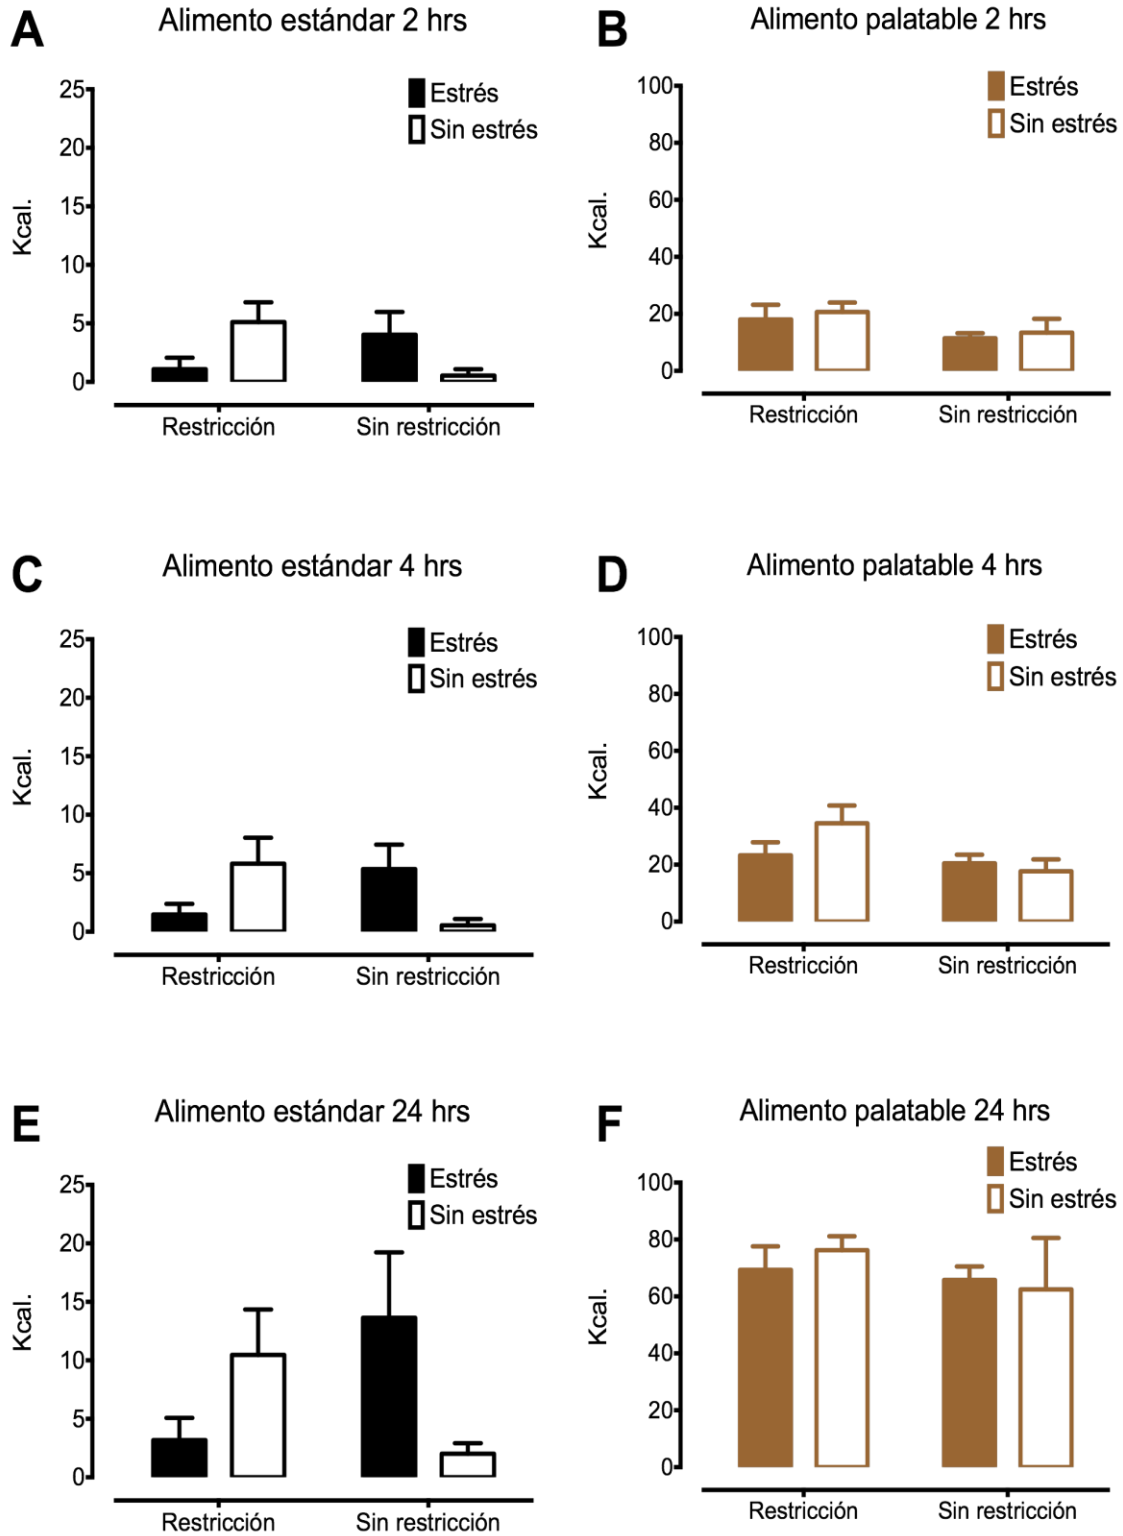 A
Alimento estándar 2 hrs
Estrés
Sin estrés
25
20
15
10
5
0
Kcal.
Restricción
Sin restricción
B
Alimento palatable 2 hrs
Estrés
Sin estrés
100
80
60
40
20
0
Kcal.
Restricción
Sin restricción
C
Alimento estándar 4 hrs
Estrés
Sin estrés
25
20
15
10
5
0
Kcal.
Restricción
Sin restricción
D
Alimento palatable 4 hrs
Estrés
Sin estrés
100
80
60
40
20
0
Kcal.
Restricción
Sin restricción
E
Alimento estándar 24 hrs
Estrés
Sin estrés
25
20
15
10
5
0
Kcal.
Restricción
Sin restricción
F
Alimento palatable 24 hrs
Estrés
Sin estrés
100
80
60
40
20
0
Kcal.
Restricción
Sin restricción